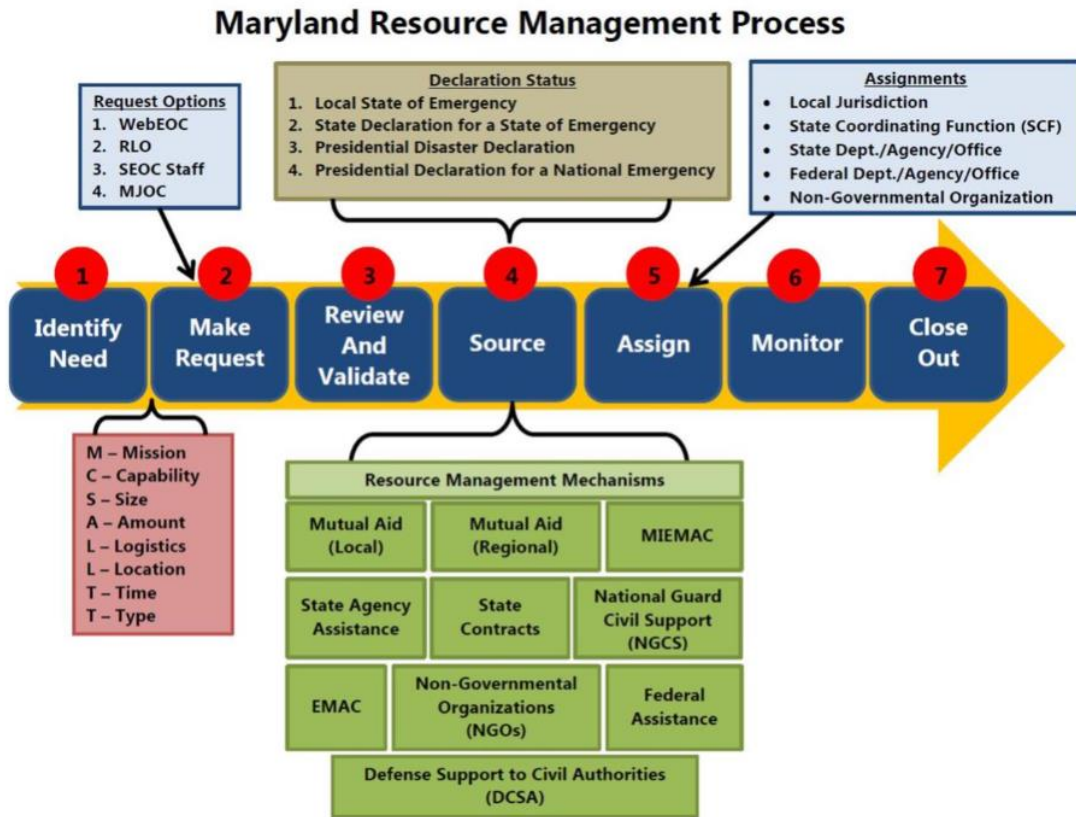 Maryland Resource Management Process
Request Options
1. WebEOC
2. RLO
3. SEOC Staff
4. MJOC
Declaration Status
1. Local State of Emergency
2. State Declaration for a State of Emergency
3. Presidential Disaster Declaration
4. Presidential Declaration for a National Emergency
Assignments
• Local Jurisdiction
• State Coordinating Function (SCF)
• State Dept./Agency/Office
• Federal Dept./Agency/Office
• Non-Governmental Organization
1
Identify
Need
2
Make
Request
3
Review
And
Validate
4
Source
5
Assign
6
Monitor
7
Close
Out
M – Mission
C – Capability
S – Size
A – Amount
L – Logistics
L – Location
T – Time
T – Type
Resource Management Mechanisms
Mutual Aid
(Local)
Mutual Aid
(Regional)
MIEMAC
State Agency
Assistance
State
Contracts
National Guard
Civil Support
(NGCS)
EMAC
Non-Governmental
Organizations
(NGOs)
Federal
Assistance
Defense Support to Civil Authorities
(DCSA)